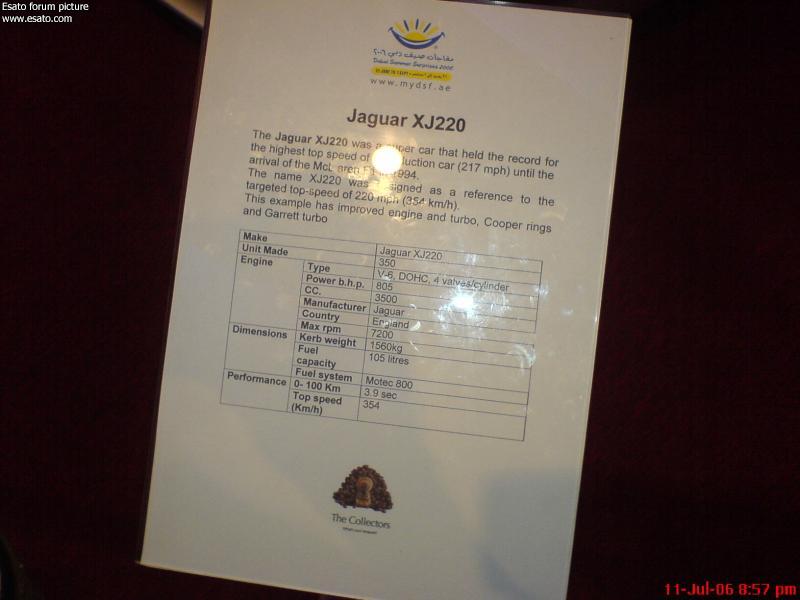 Esato forum picture
www.esato.com
مفاجآت صيف دبي ٢٠٠٦
Dubai Summer Surprises 2006
www.mydsf.ae
Jaguar XJ220
The Jaguar XJ220 was a super car that held the record for
the highest top speed of production car (217 mph) until the
arrival of the McLaren F1 in 1994.
The name XJ220 was assigned as a reference to the
targeted top-speed of 220 mph (354 km/h).
This example has improved engine and turbo, Cooper rings
and Garrett turbo
Make Jaguar XJ220
Unit Made 350
Engine Type V-6, DOHC, 4 valves/cylinder
Power b.h.p. 805
CC. 3500
Manufacturer Jaguar
Country England
Max rpm 7200
Dimensions Kerb weight 1560kg
Fuel
capacity 105 litres
Fuel system Motec 800
Performance 0- 100 Km 3.9 sec
Top speed
(Km/h) 354
The Collectors
11-Jul-06 8:57 pm